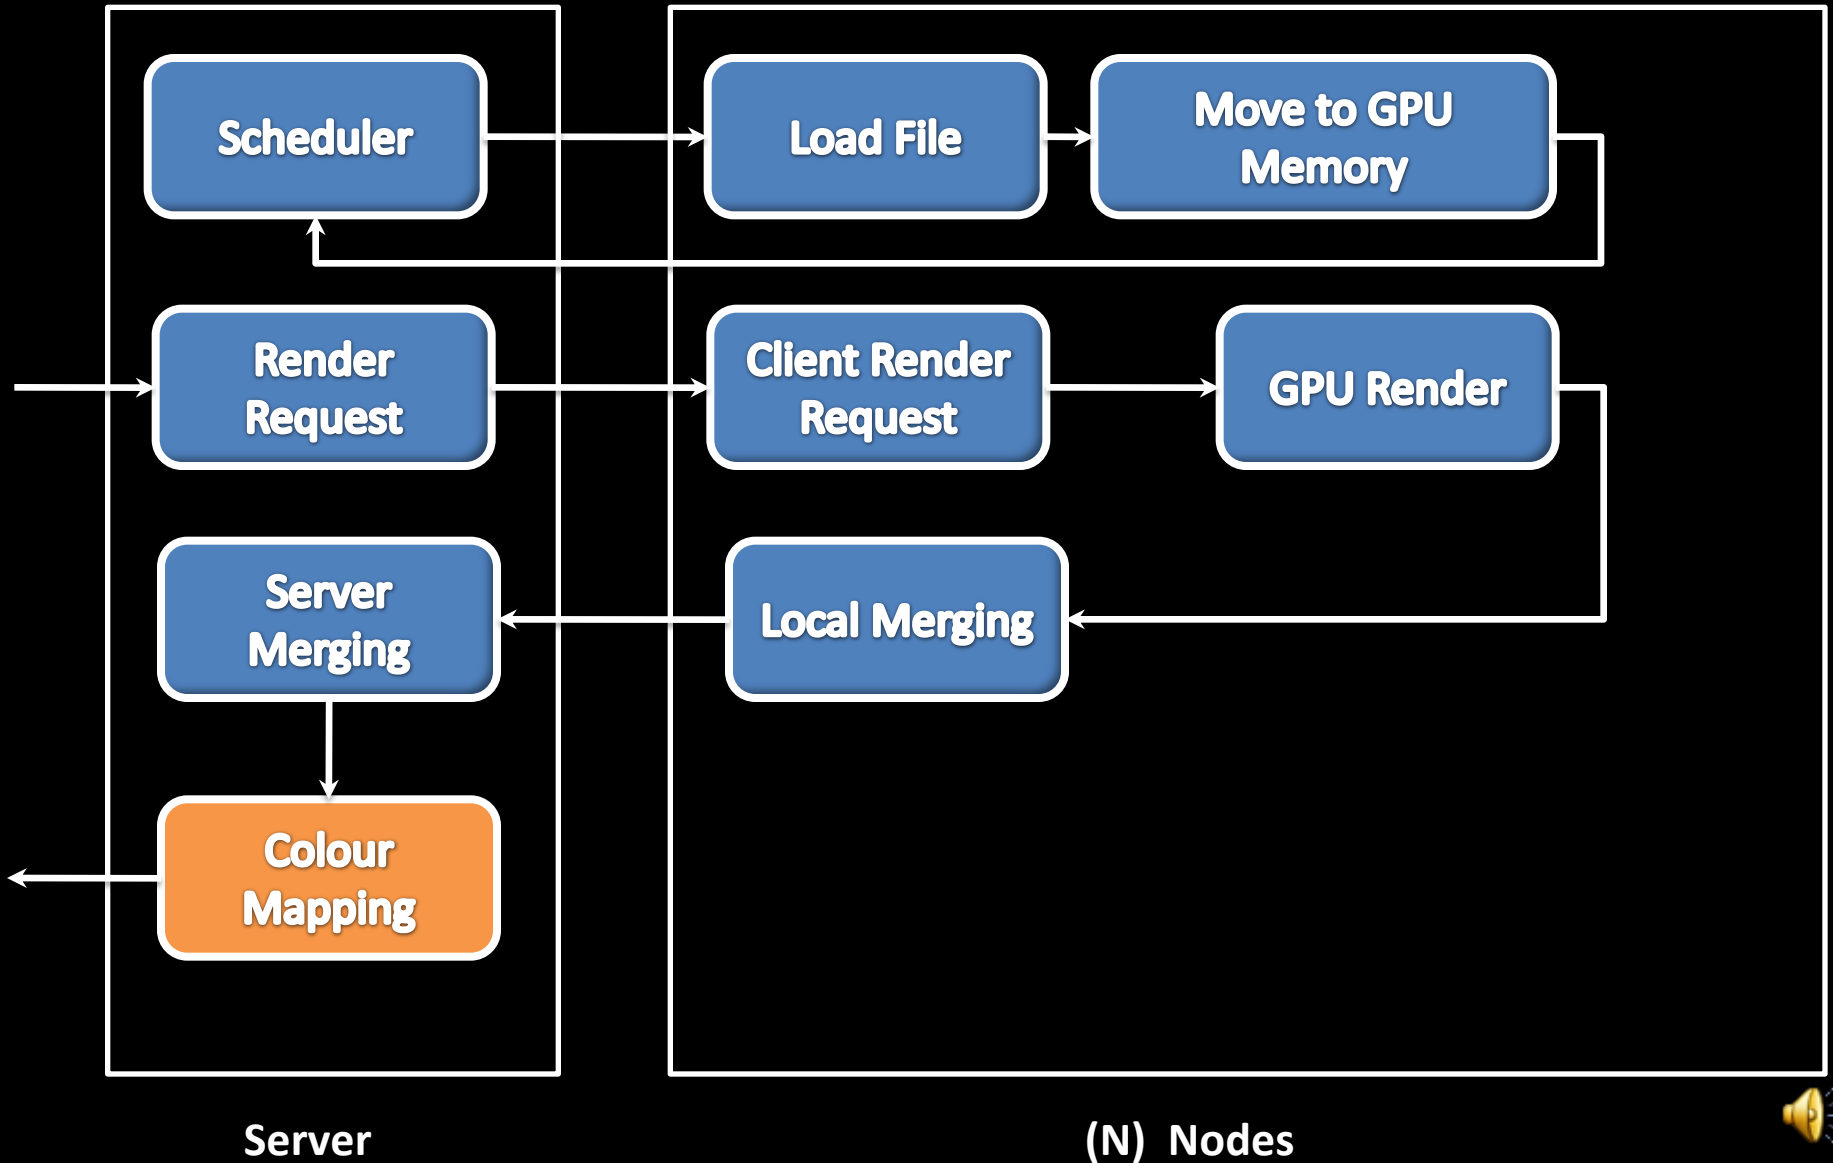 Scheduler
Load File
Move to GPU
Memory
Render
Request
Client Render
Request
GPU Render
Server
Merging
Local Merging
Colour
Mapping
Server
(N) Nodes